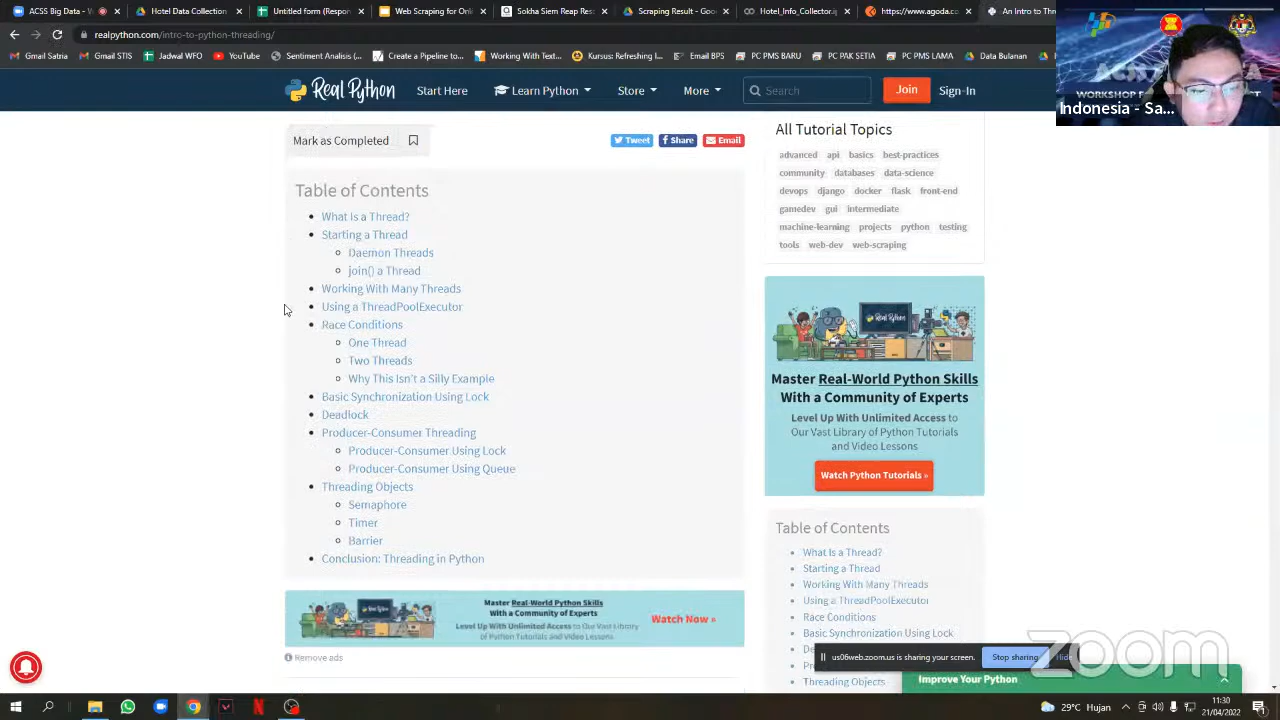 ACSS Big Data - W
Hotel Data Collection
Untitled form (Respon
Web Scraping for Onl
Soldek Siem Reap Res
Scraping Result - Goo
Info_Collecting
https://www.agoda.co
An Intro to Threading
realpython.com/intro-to-python-threading/
Gmail Satria
Gmail STIS
Jadwal WFO
YouTube
Sentiment Analysis (
Create a Pipeline to...
Working With Text...
Kursus: Refreshing...
Email BPS
PC PMS BARU
PC PAK SETIA
PC PMS LAMA
Data Bulanan
Indonesia - Sa...
Real Python
Start Here
Learn Python
Store
More
Search
Join
Sign-In
Mark as Completed
Tweet
Share
Email
Table of Contents
What Is a Thread?
Starting a Thread
Daemon Threads
join() a Thread
Working With Many Threads
Using a ThreadPoolExecutor
Race Conditions
One Thread
Two Threads
Why This Isn't a Silly Example
Basic Synchronization Using Lock
Deadlock
Producer-Consumer Threading
Producer-Consumer Using Lock
Producer-Consumer Using Queue
Threading Objects
Semaphore
Timer
Barrier
Conclusion: Threading in Python
Master Real-World Python Skills
With a Community of Experts
Level Up With Unlimited Access to Our Vast Library
of Python Tutorials and Video Lessons
Watch Now »
Remove ads
All Tutorial Topics
advanced api basics best-practices
community databases data-science
devops django docker flask front-end
gamedev gui intermediate
machine-learning projects python testing
tools web-dev web-scraping
Real Python
Master Real-World Python Skills
With a Community of Experts
Level Up With Unlimited Access to
Our Vast Library of Python Tutorials
and Video Lessons
Watch Python Tutorials »
Table of Contents
What Is a Thread?
Starting a Thread
Working With Many Threads
Using a ThreadPoolExecutor
Race Conditions
Basic Synchronization Using Lock
Threading Objects
us06web.zoom.us is sharing your screen.
Stop sharing
Hide
zoom
Improve Your Python
29°C
11:30
21/04/2022